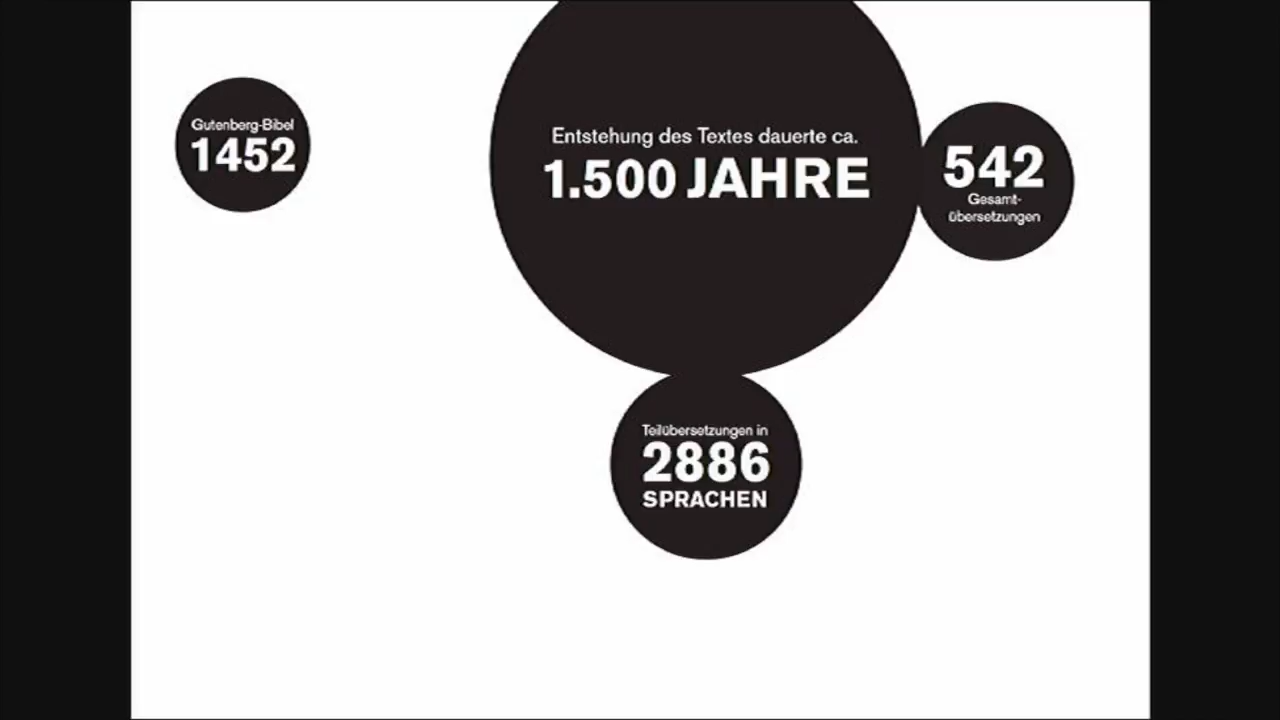 Gutenberg-Bibel
1452
Entstehung des Textes dauerte ca.
1.500 JAHRE
542
Gesamt-
übersetzungen
Teilübersetzungen in
2886
SPRACHEN